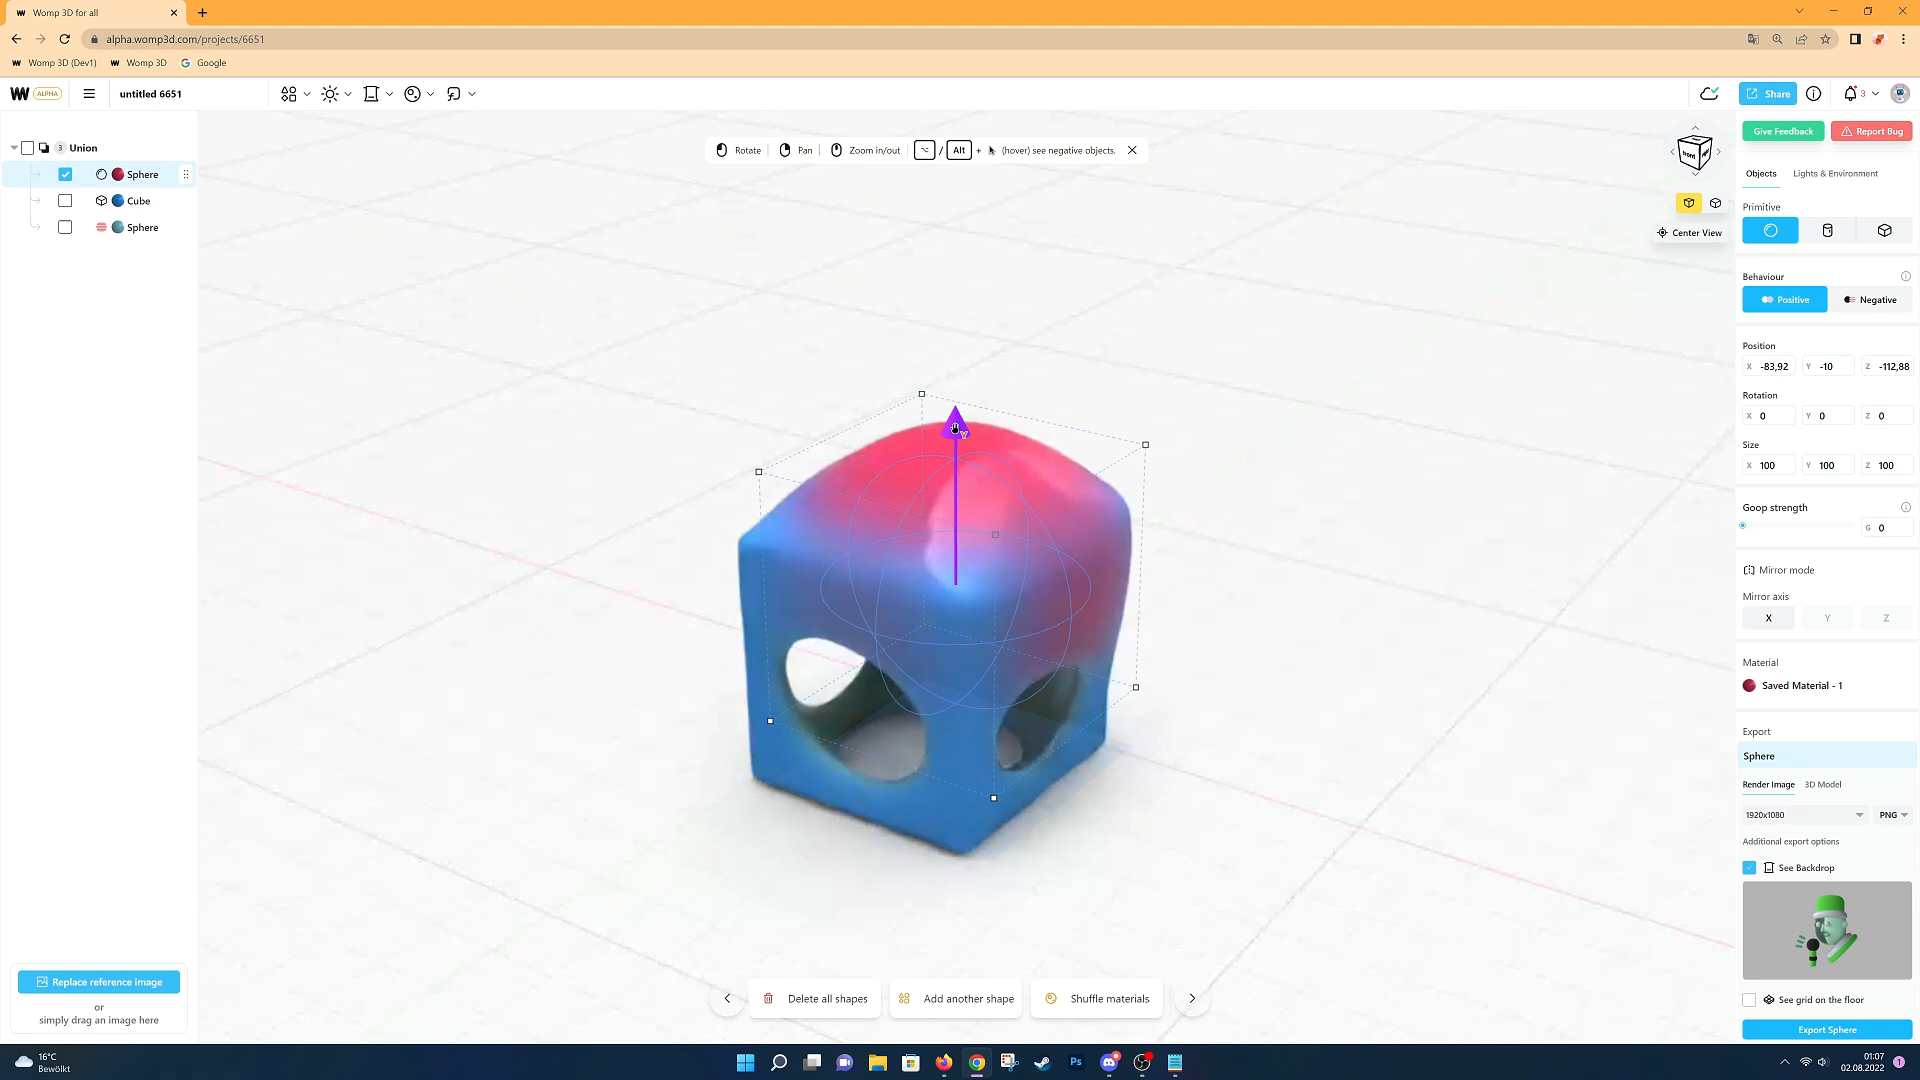 Womp 3D for all
alpha.womp3d.com/projects/6651
Womp 3D (Dev1) Womp 3D Google
ALPHA untitled 6651
Share 3
3 Union
Sphere
Cube
Sphere
Rotate Pan Zoom in/out / Alt + (hover) see negative objects.
FRONT
Center View
Give Feedback Report Bug
Objects Lights & Environment
Primitive
Behaviour
Positive Negative
Position
X -83,92 Y -10 Z -112,88
Rotation
X 0 Y 0 Z 0
Size
X 100 Y 100 Z 100
Goop strength
G 0
Mirror mode
Mirror axis
X Y Z
Material
Saved Material - 1
Export
Sphere
Render Image 3D Model
1920x1080 PNG
Additional export options
See Backdrop
See grid on the floor
Export Sphere
Replace reference image
or
simply drag an image here
Delete all shapes Add another shape Shuffle materials
16°C
Bewölkt
Ps
01:07
02.08.2022
1